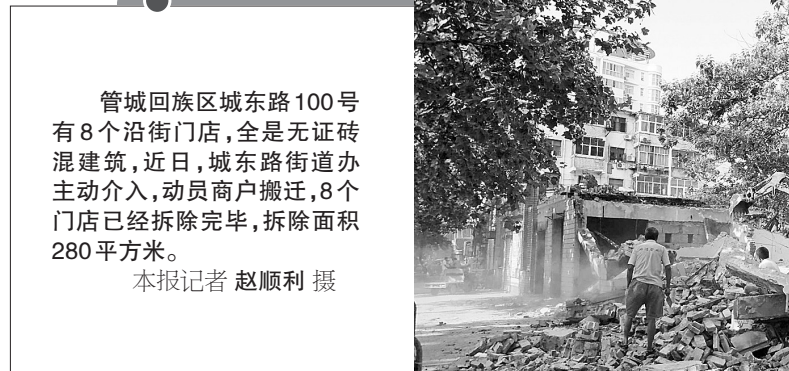 管城回族区城东路100号
有8个沿街门店,全是无证砖
混建筑,近日,城东路街道办
主动介入,动员商户搬迁,8个
门店已经拆除完毕,拆除面积
280平方米。
本报记者 赵顺利 摄